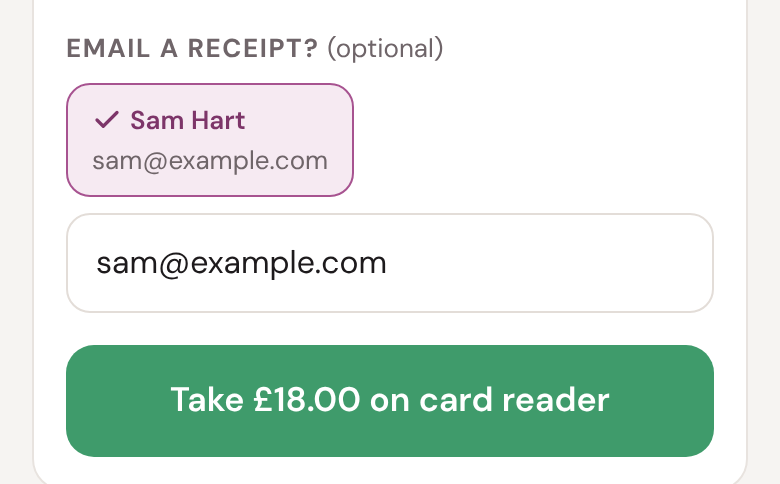 EMAIL A RECEIPT? (optional)
Sam Hart
sam@example.com
sam@example.com
Take £18.00 on card reader